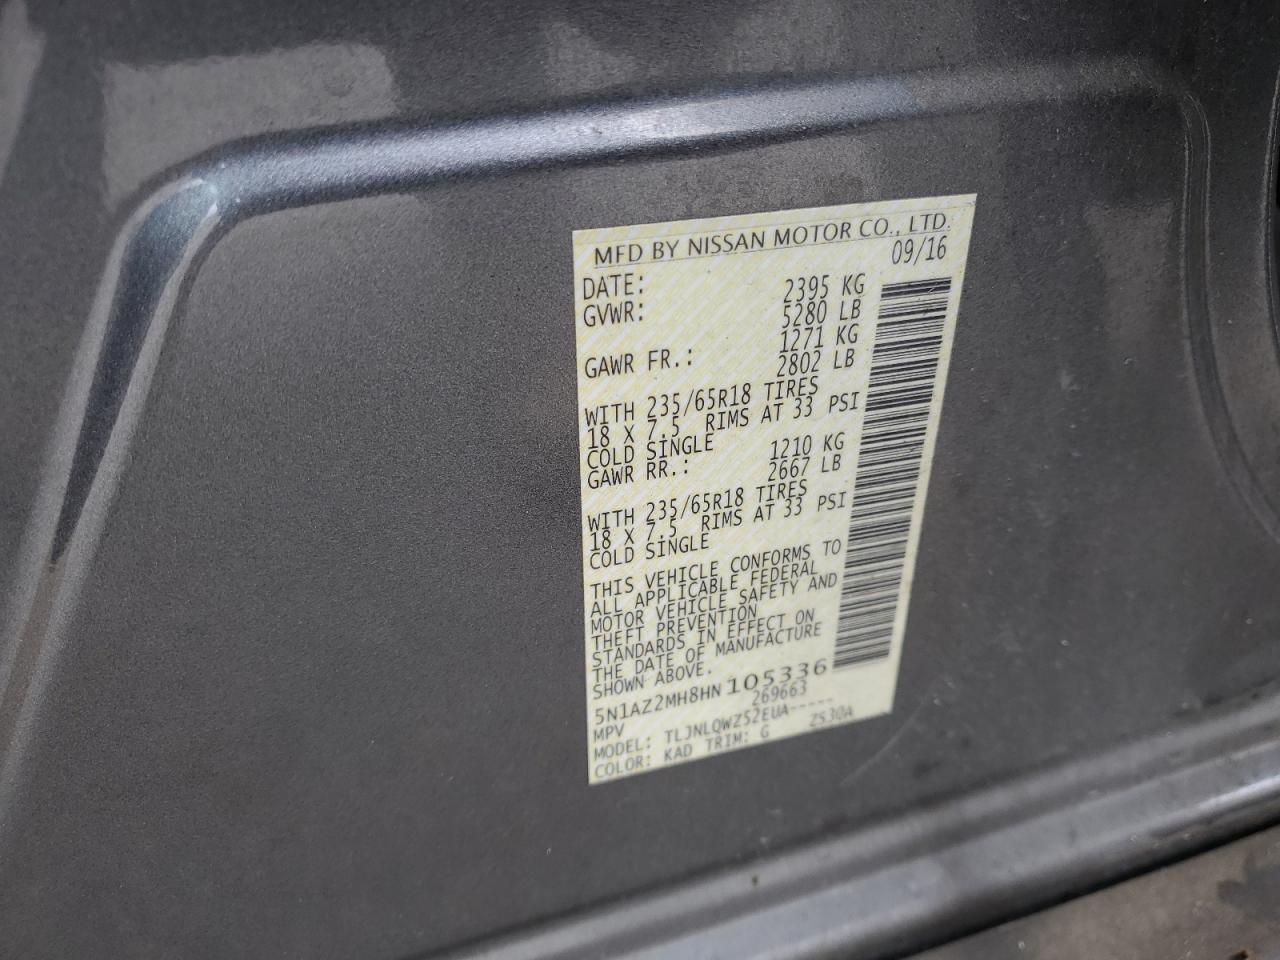 MFD BY NISSAN MOTOR CO., LTD.
DATE: 09/16
GVWR: 2395 KG
5280 LB
GAWR FR.: 1271 KG
2802 LB
WITH 235/65R18 TIRES
18 X 7.5 RIMS AT 33 PSI
COLD SINGLE
GAWR RR.: 1210 KG
2667 LB
WITH 235/65R18 TIRES
18 X 7.5 RIMS AT 33 PSI
COLD SINGLE
THIS VEHICLE CONFORMS TO
ALL APPLICABLE FEDERAL
MOTOR VEHICLE SAFETY AND
THEFT PREVENTION
STANDARDS IN EFFECT ON
THE DATE OF MANUFACTURE
SHOWN ABOVE.
5N1AZ2MH8HN105336
MPV 269663
MODEL: TLJNLQWZ52EUA-----
COLOR: KAD TRIM: G Z530A